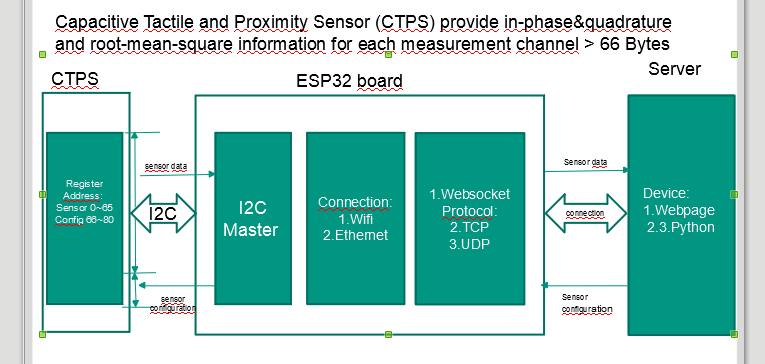 Capacitive Tactile and Proximity Sensor (CTPS) provide in-phase&quadrature
and root-mean-square information for each measurement channel > 66 Bytes
CTPS
ESP32 board
Server
Register
Address:
Sensor 0~65
Config 66~80
sensor data
I2C
sensor
configuration
I2C
Master
Connection:
1.Wifi
2.Ethernet
1.Websocket
Protocol:
2.TCP
3.UDP
Sensor data
connection
Sensor
configuration
Device:
1.Webpage
2.3.Python